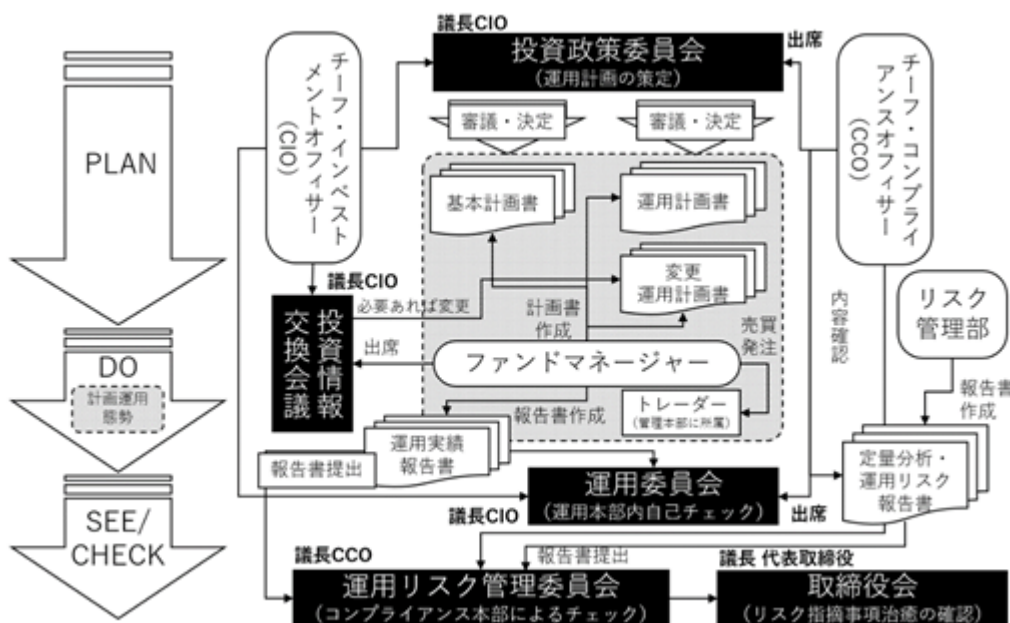 議長CIO
投資政策委員会
(運用計画の策定)
出席
チーフ・インベスト
メントオフィサー
(CIO)
チーフ・コンプライ
アンスオフィサー
(CCO)
審議・決定
審議・決定
PLAN
基本計画書
運用計画書
変更
運用計画書
議長CIO
必要あれば変更
計画書
作成
売買
発注
内容確認
リスク
管理部
投資情報
交換会議
出席
ファンドマネージャー
DO
計画運用
態勢
報告書作成
トレーダー
(管理本部に所属)
報告書
作成
運用実績
報告書
報告書提出
定量分析・
運用リスク
報告書
運用委員会
(運用本部内自己チェック)
議長CIO
出席
SEE/
CHECK
議長CCO
報告書提出
議長 代表取締役
運用リスク管理委員会
(コンプライアンス本部によるチェック)
取締役会
(リスク指摘事項治癒の確認)